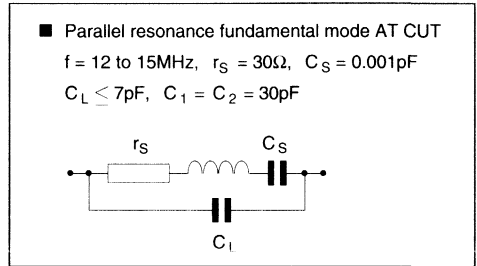 ■ Parallel resonance fundamental mode AT CUT
f = 12 to 15MHz, rS = 30Ω, CS = 0.001pF
CL ≤ 7pF, C1 = C2 = 30pF
rS
CS
CL